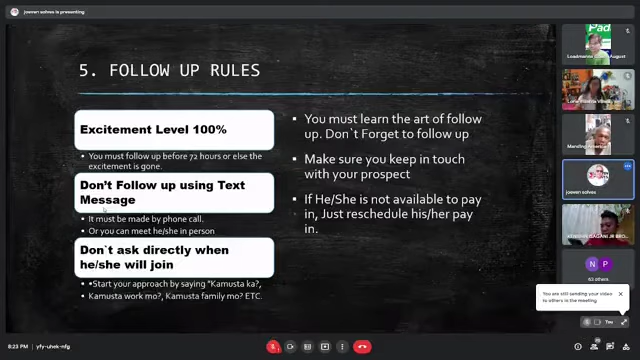 joeven salves is presenting
5. FOLLOW UP RULES
Excitement Level 100%
You must follow up before 72 hours or else the
excitement is gone.
Don't Follow up using Text
Message
It must be made by phone call.
Or you can meet he/she in person
Don`t ask directly when
he/she will join
•Start your approach by saying "Kamusta ka?,
Kamusta work mo?, Kamusta family mo? ETC.
You must learn the art of follow
up. Don`t Forget to follow up
Make sure you keep in touch
with your prospect
If He/She is not available to pay
in, Just reschedule his/her pay
in.
joeven salves
N P
63 others
You are still sending your video
to others in the meeting
You
8:23 PM | yfy-uhek-nfg